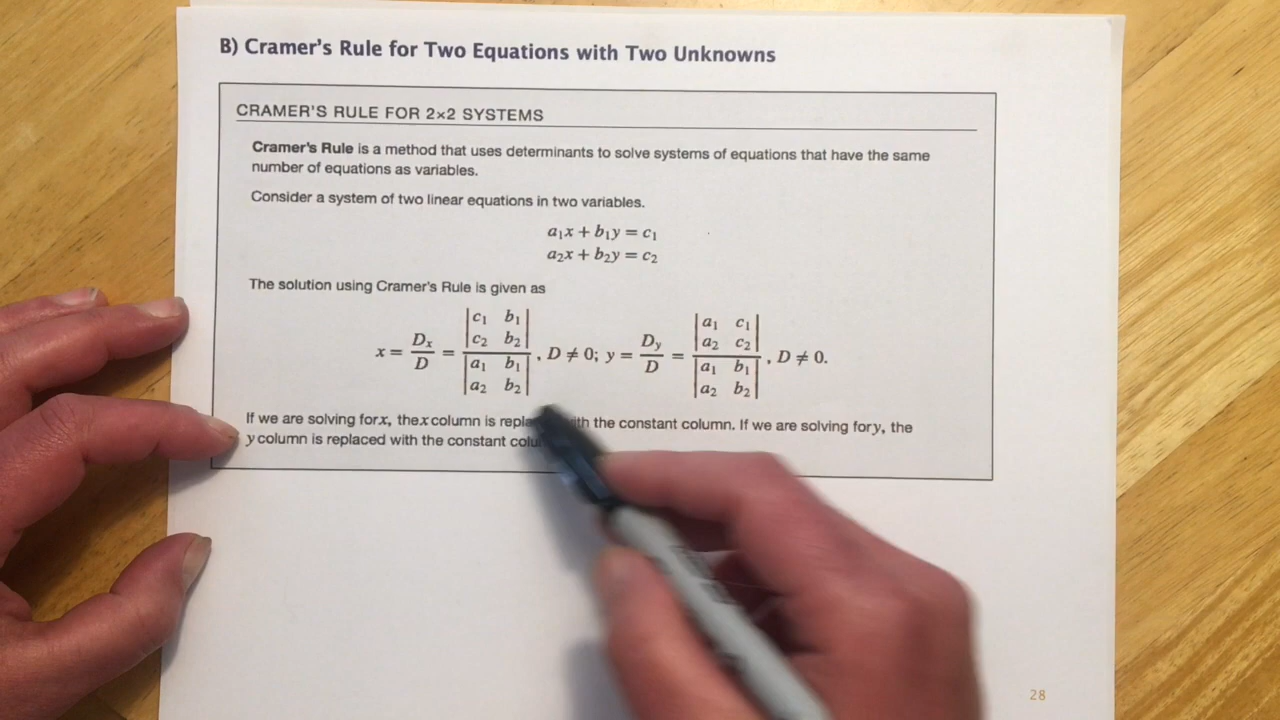 B) Cramer's Rule for Two Equations with Two Unknowns
CRAMER'S RULE FOR 2×2 SYSTEMS
Cramer's Rule is a method that uses determinants to solve systems of equations that have the same
number of equations as variables.
Consider a system of two linear equations in two variables.
a₁x + b₁y = c₁
a₂x + b₂y = c₂
The solution using Cramer's Rule is given as
x = Dₓ/D = |c₁ b₁; c₂ b₂| / |a₁ b₁; a₂ b₂|, D ≠ 0; y = Dy/D = |a₁ c₁; a₂ c₂| / |a₁ b₁; a₂ b₂|, D ≠ 0.
If we are solving for x, the x column is the constant column. If we are solving for y, the
y column is replaced with the constant
28